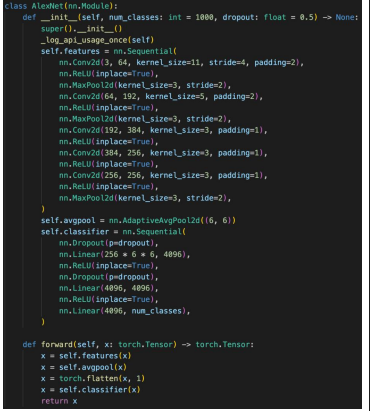 class AlexNet(nn.Module):
    def __init__(self, num_classes: int = 1000, dropout: float = 0.5) -> None:
        super().__init__()
        _log_api_usage_once(self)
        self.features = nn.Sequential(
            nn.Conv2d(3, 64, kernel_size=11, stride=4, padding=2),
            nn.ReLU(inplace=True),
            nn.MaxPool2d(kernel_size=3, stride=2),
            nn.Conv2d(64, 192, kernel_size=5, padding=2),
            nn.ReLU(inplace=True),
            nn.MaxPool2d(kernel_size=3, stride=2),
            nn.Conv2d(192, 384, kernel_size=3, padding=1),
            nn.ReLU(inplace=True),
            nn.Conv2d(384, 256, kernel_size=3, padding=1),
            nn.ReLU(inplace=True),
            nn.Conv2d(256, 256, kernel_size=3, padding=1),
            nn.ReLU(inplace=True),
            nn.MaxPool2d(kernel_size=3, stride=2),
        )
        self.avgpool = nn.AdaptiveAvgPool2d((6, 6))
        self.classifier = nn.Sequential(
            nn.Dropout(p=dropout),
            nn.Linear(256 * 6 * 6, 4096),
            nn.ReLU(inplace=True),
            nn.Dropout(p=dropout),
            nn.Linear(4096, 4096),
            nn.ReLU(inplace=True),
            nn.Linear(4096, num_classes),
        )

    def forward(self, x: torch.Tensor) -> torch.Tensor:
        x = self.features(x)
        x = self.avgpool(x)
        x = torch.flatten(x, 1)
        x = self.classifier(x)
        return x